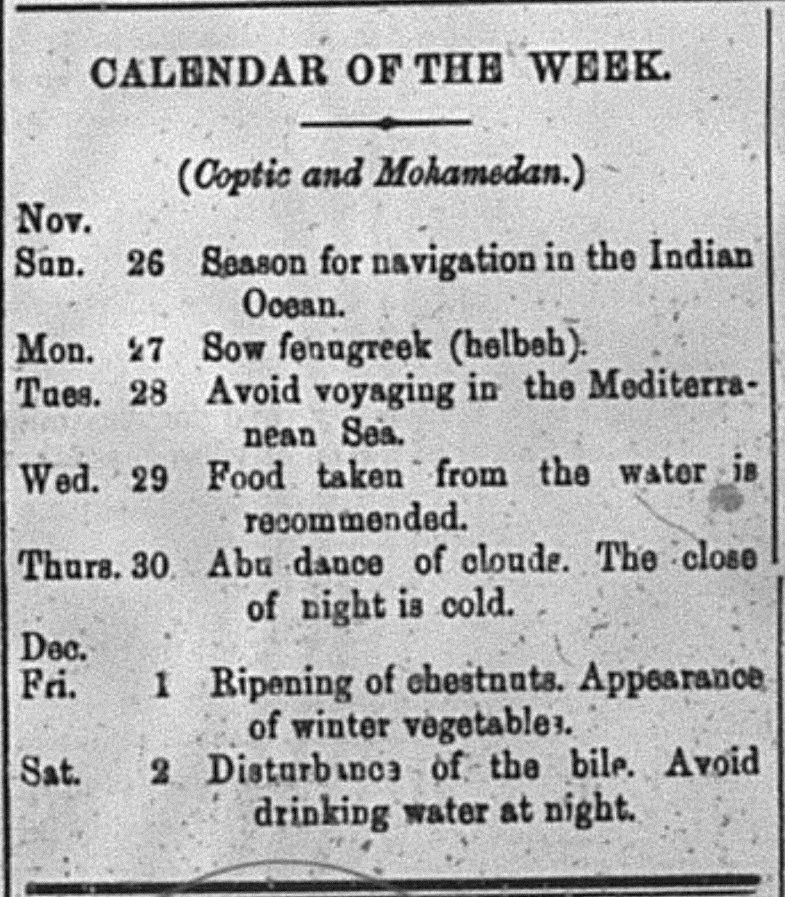 CALENDAR OF THE WEEK.
(Coptic and Mohamedan.)
Nov.
Sun. 26 Season for navigation in the Indian
Ocean.
Mon. 27 Sow fenugreek (helbeh).
Tues. 28 Avoid voyaging in the Mediterra-
nean Sea.
Wed. 29 Food taken from the water is
recommended.
Thurs. 30 Abu dance of clouds. The close
of night is cold.
Dec.
Fri. 1 Ripening of chestnuts. Appearance
of winter vegetables.
Sat. 2 Disturbance of the bile. Avoid
drinking water at night.